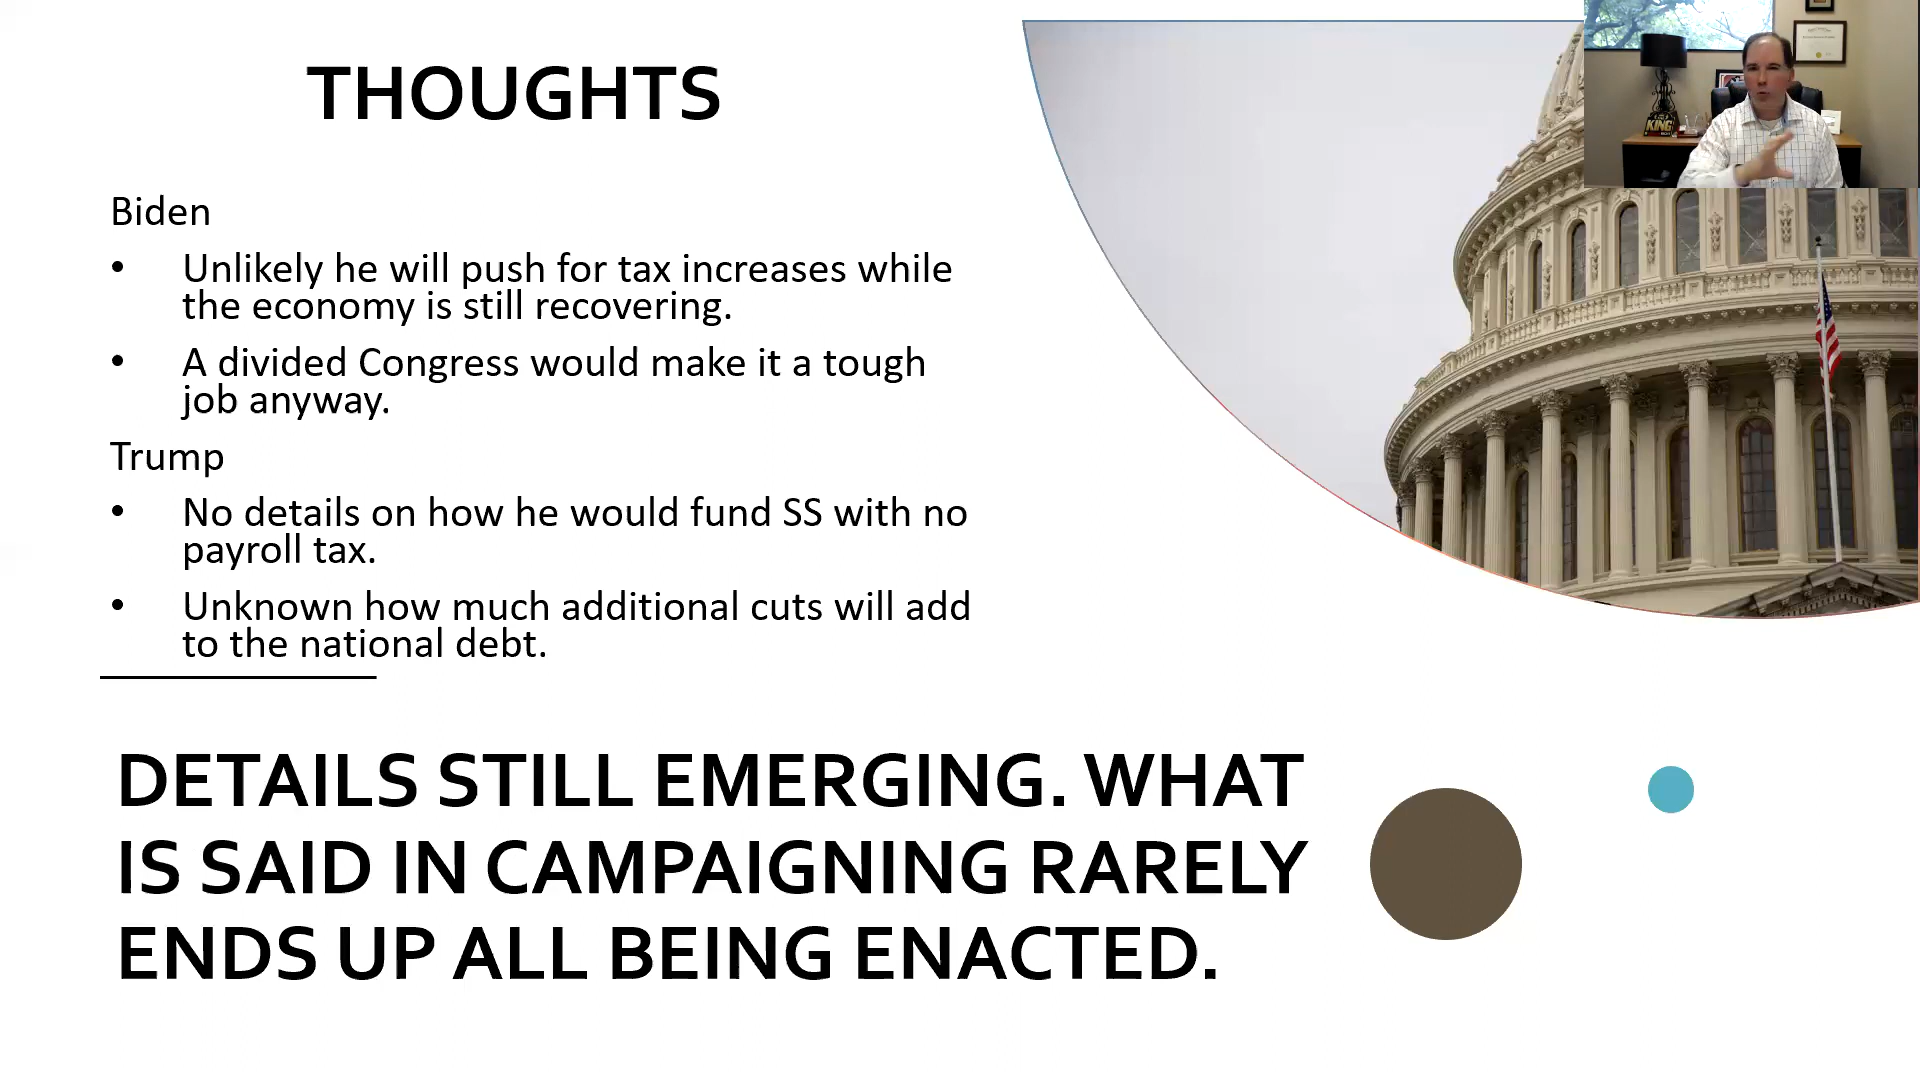 THOUGHTS
Biden
• Unlikely he will push for tax increases while
the economy is still recovering.
• A divided Congress would make it a tough
job anyway.
Trump
• No details on how he would fund SS with no
payroll tax.
• Unknown how much additional cuts will add
to the national debt.
DETAILS STILL EMERGING. WHAT
IS SAID IN CAMPAIGNING RARELY
ENDS UP ALL BEING ENACTED.
KING